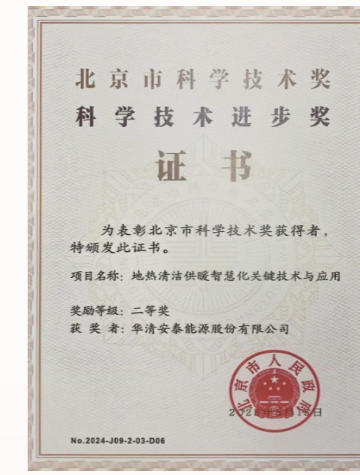 北京市科学技术奖
科学技术进步奖
证书
为表彰北京市科学技术奖获得者，
特颁发此证书。
项目名称：地热清洁供暖智慧化关键技术与应用
奖励等级：二等奖
获奖者：华清安泰能源股份有限公司
北京市人民政府
No.2024-J09-2-03-D06